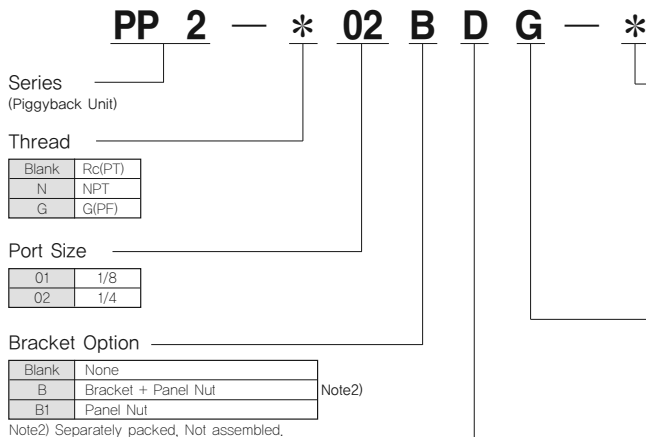 PP 2 — * 02 B D G — *
Series
(Piggyback Unit)
Thread
Blank Rc(PT)
N NPT
G G(PF)
Port Size
01 1/8
02 1/4
Bracket Option
Blank None
B Bracket + Panel Nut Note2)
B1 Panel Nut
Note2) Separately packed, Not assembled.